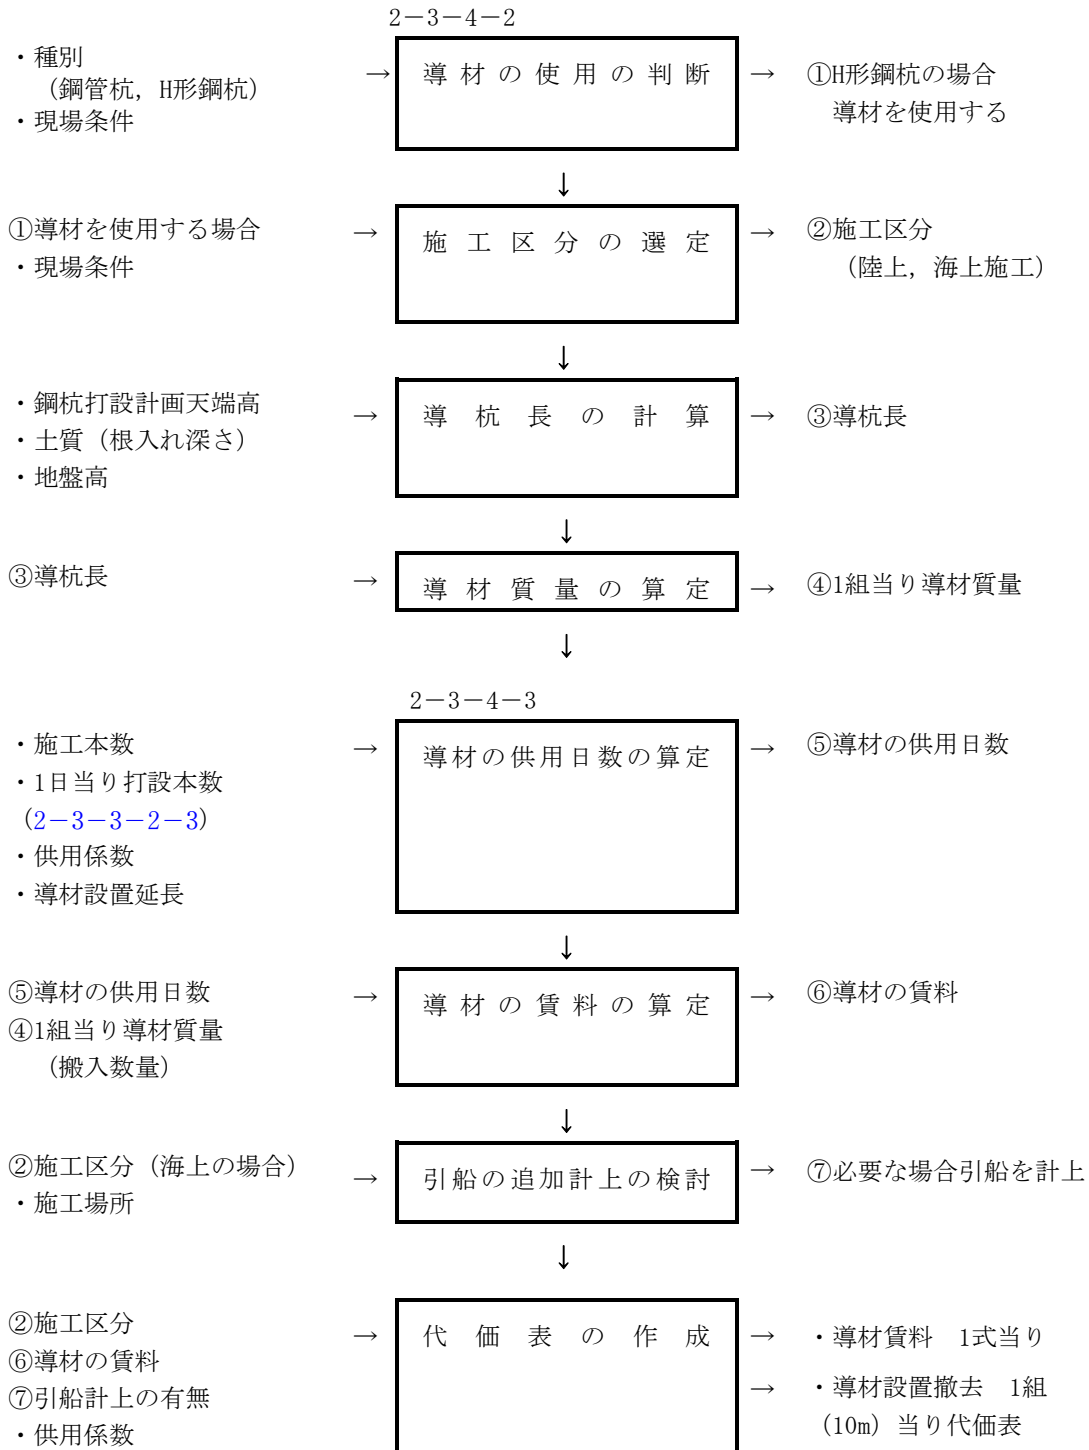 2－3－4－2
・種別
（鋼管杭，H形鋼杭）
・現場条件
→
導材の使用の判断
→
①H形鋼杭の場合
導材を使用する
↓
①導材を使用する場合
・現場条件
→
施工区分の選定
→
②施工区分
（陸上，海上施工）
↓
・鋼杭打設計画天端高
・土質（根入れ深さ）
・地盤高
→
導杭長の計算
→
③導杭長
↓
③導杭長
→
導材質量の算定
→
④1組当り導材質量
↓
2－3－4－3
・施工本数
・1日当り打設本数
（2－3－3－2－3）
・供用係数
・導材設置延長
→
導材の供用日数の算定
→
⑤導材の供用日数
↓
⑤導材の供用日数
④1組当り導材質量
（搬入数量）
→
導材の賃料の算定
→
⑥導材の賃料
↓
②施工区分（海上の場合）
・施工場所
→
引船の追加計上の検討
→
⑦必要な場合引船を計上
↓
②施工区分
⑥導材の賃料
⑦引船計上の有無
・供用係数
→
代価表の作成
→
・導材賃料　1式当り
→
・導材設置撤去　1組
(10m）当り代価表